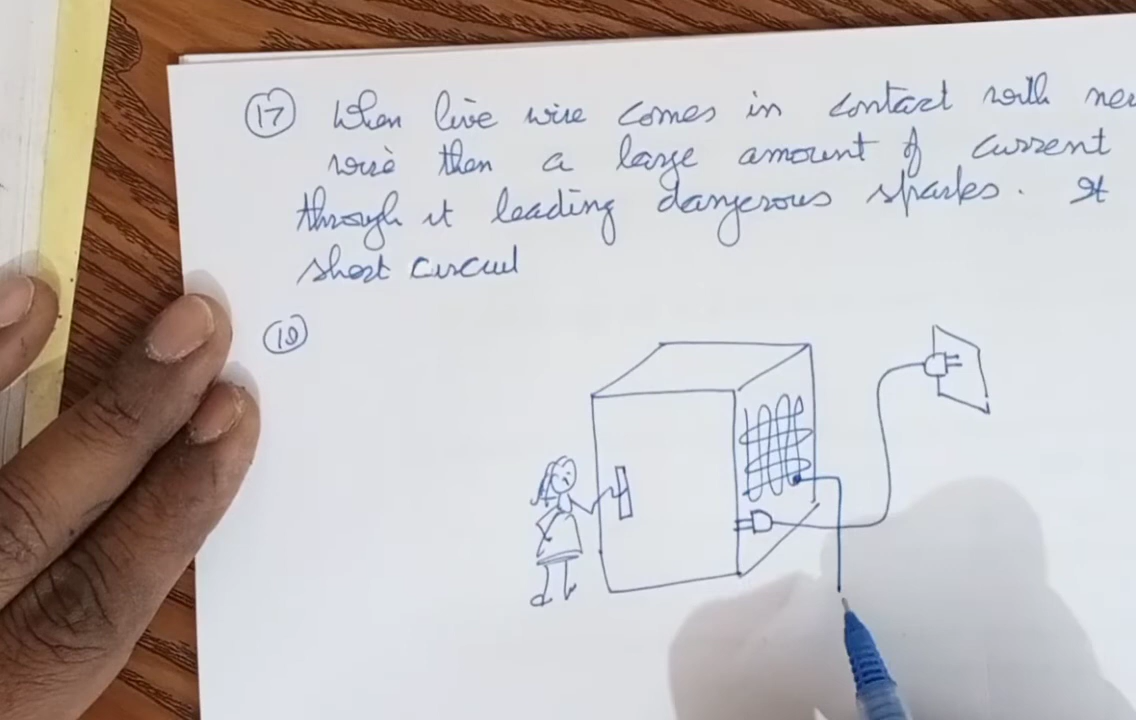 (17) When live wire comes in contact with neu
wire then a large amount of current
through it leading dangerous sparks. It
short circuit
(18)